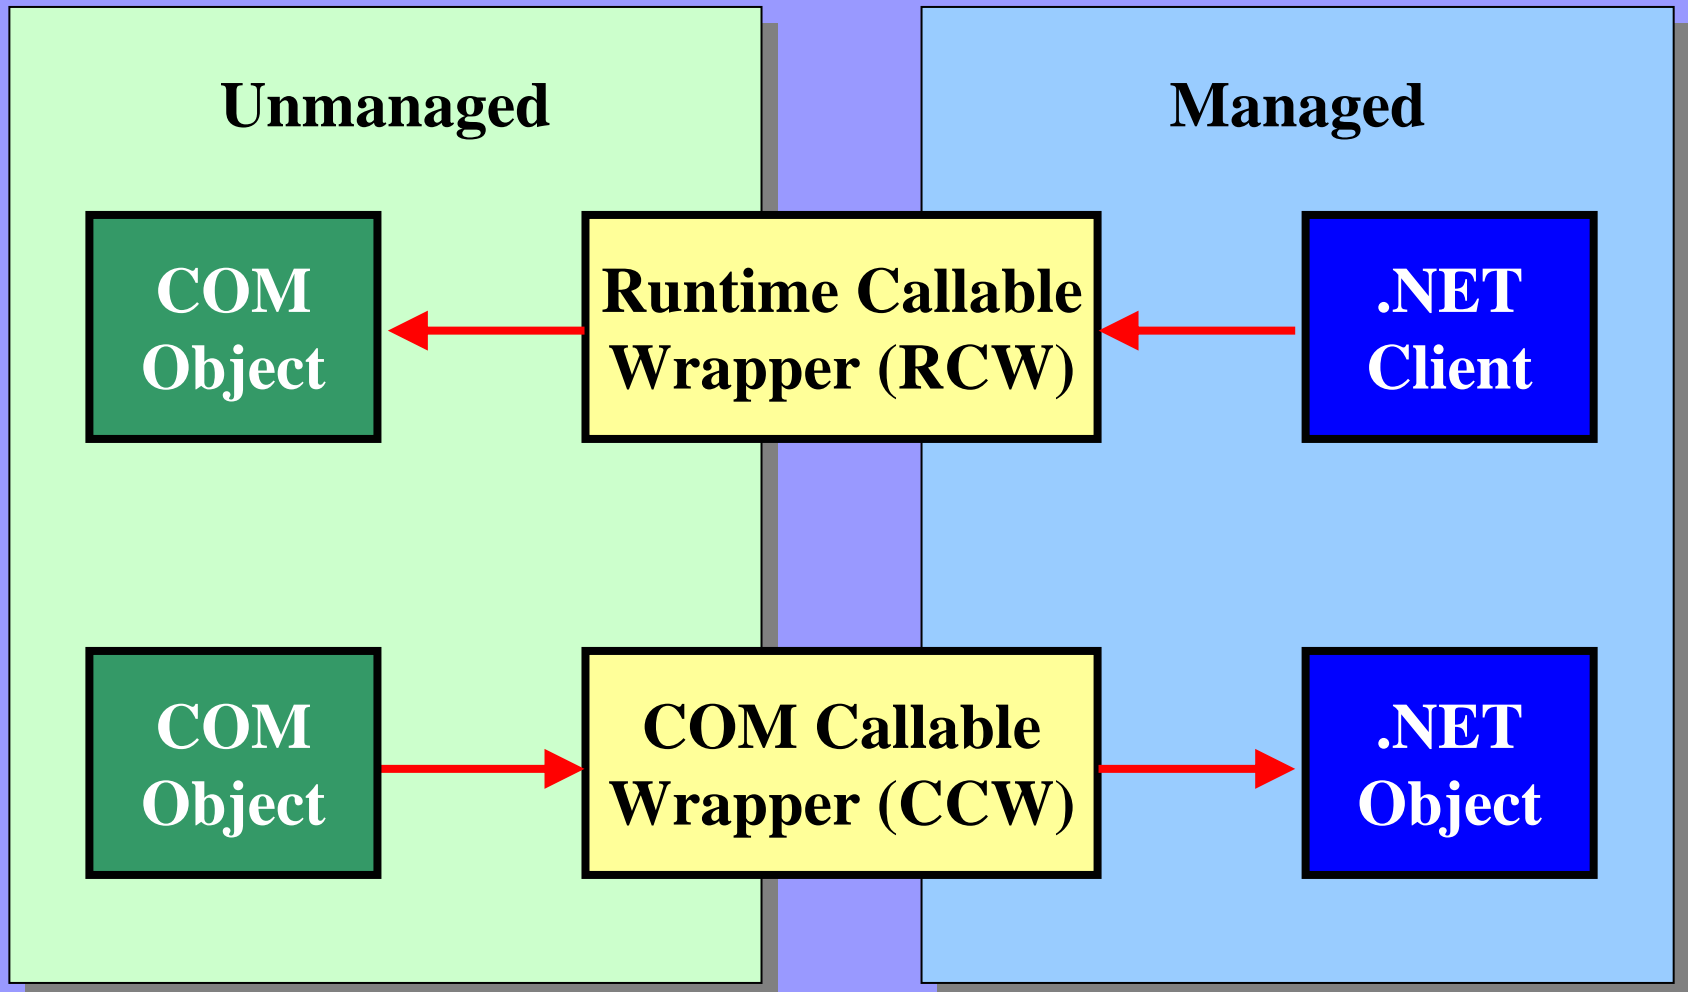 Unmanaged
Managed
COM
Object
Runtime Callable
Wrapper (RCW)
.NET
Client
COM
Object
COM Callable
Wrapper (CCW)
.NET
Object